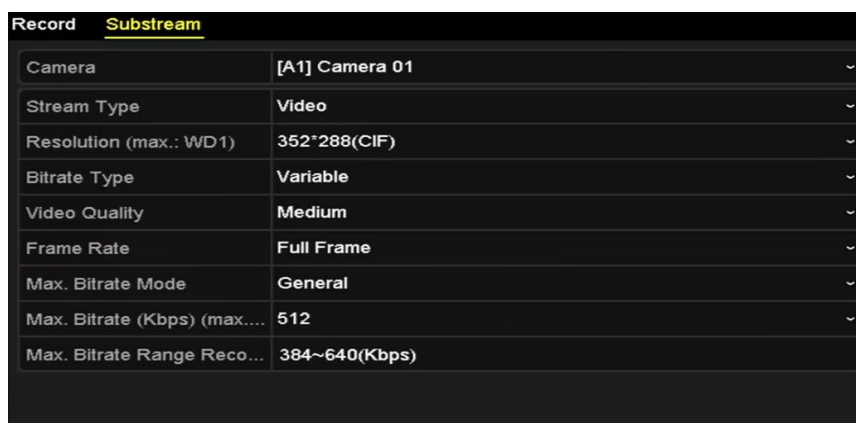 Record Substream
Camera [A1] Camera 01
Stream Type Video
Resolution (max.: WD1) 352*288(CIF)
Bitrate Type Variable
Video Quality Medium
Frame Rate Full Frame
Max. Bitrate Mode General
Max. Bitrate (Kbps) (max.... 512
Max. Bitrate Range Reco... 384~640(Kbps)